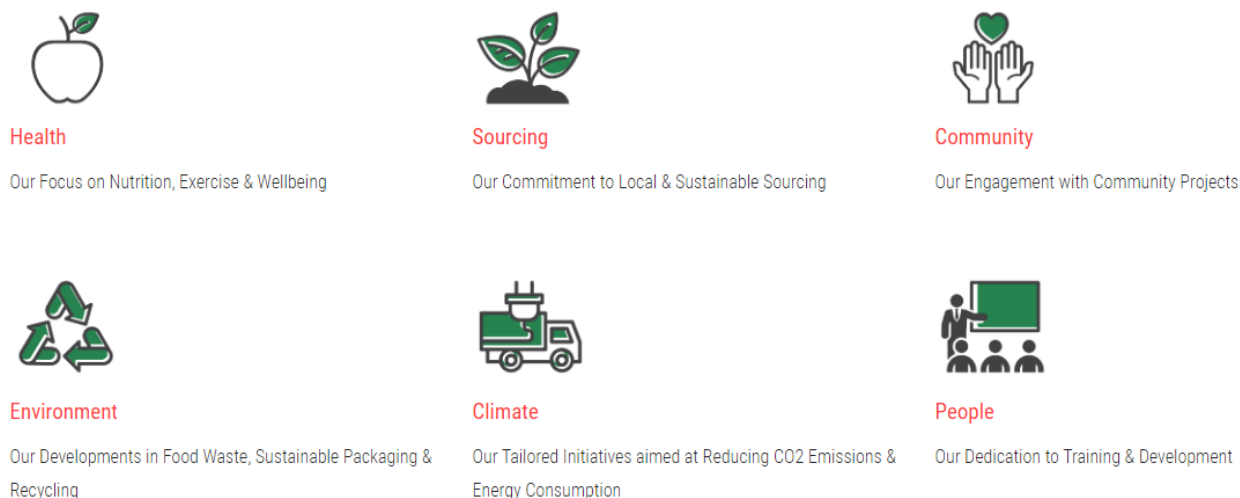 Health
Our Focus on Nutrition, Exercise & Wellbeing
Sourcing
Our Commitment to Local & Sustainable Sourcing
Community
Our Engagement with Community Projects
Environment
Our Developments in Food Waste, Sustainable Packaging &
Recycling
Climate
Our Tailored Initiatives aimed at Reducing CO2 Emissions &
Energy Consumption
People
Our Dedication to Training & Development